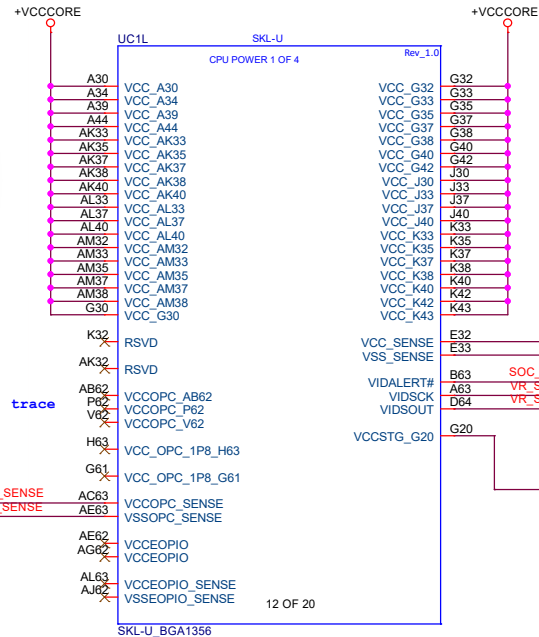 +VCCCORE
+VCCCORE
UC1L
SKL-U
Rev_1.0
CPU POWER 1 OF 4
A30 VCC_A30
A34 VCC_A34
A39 VCC_A39
A44 VCC_A44
AK33 VCC_AK33
AK35 VCC_AK35
AK37 VCC_AK37
AK38 VCC_AK38
AK40 VCC_AK40
AL33 VCC_AL33
AL37 VCC_AL37
AL40 VCC_AL40
AM32 VCC_AM32
AM33 VCC_AM33
AM35 VCC_AM35
AM37 VCC_AM37
AM38 VCC_AM38
G30 VCC_G30
K32 RSVD
AK32 RSVD
AB62 VCCOPC_AB62
P62 VCCOPC_P62
V62 VCCOPC_V62
trace
H63 VCC_OPC_1P8_H63
G61 VCC_OPC_1P8_G61
_SENSE AC63 VCCOPC_SENSE
_SENSE AE63 VSSOPC_SENSE
AE62 VCCEOPIO
AG62 VCCEOPIO
AL63 VCCEOPIO_SENSE
AJ62 VSSEOPIO_SENSE
VCC_G32 G32
VCC_G33 G33
VCC_G35 G35
VCC_G37 G37
VCC_G38 G38
VCC_G40 G40
VCC_G42 G42
VCC_J30 J30
VCC_J33 J33
VCC_J37 J37
VCC_J40 J40
VCC_K33 K33
VCC_K35 K35
VCC_K37 K37
VCC_K38 K38
VCC_K40 K40
VCC_K42 K42
VCC_K43 K43
VCC_SENSE E32
VSS_SENSE E33
VIDALERT# B63 SOC_
VIDSCK A63 VR_S
VIDSOUT D64 VR_S
VCCSTG_G20 G20
12 OF 20
SKL-U_BGA1356